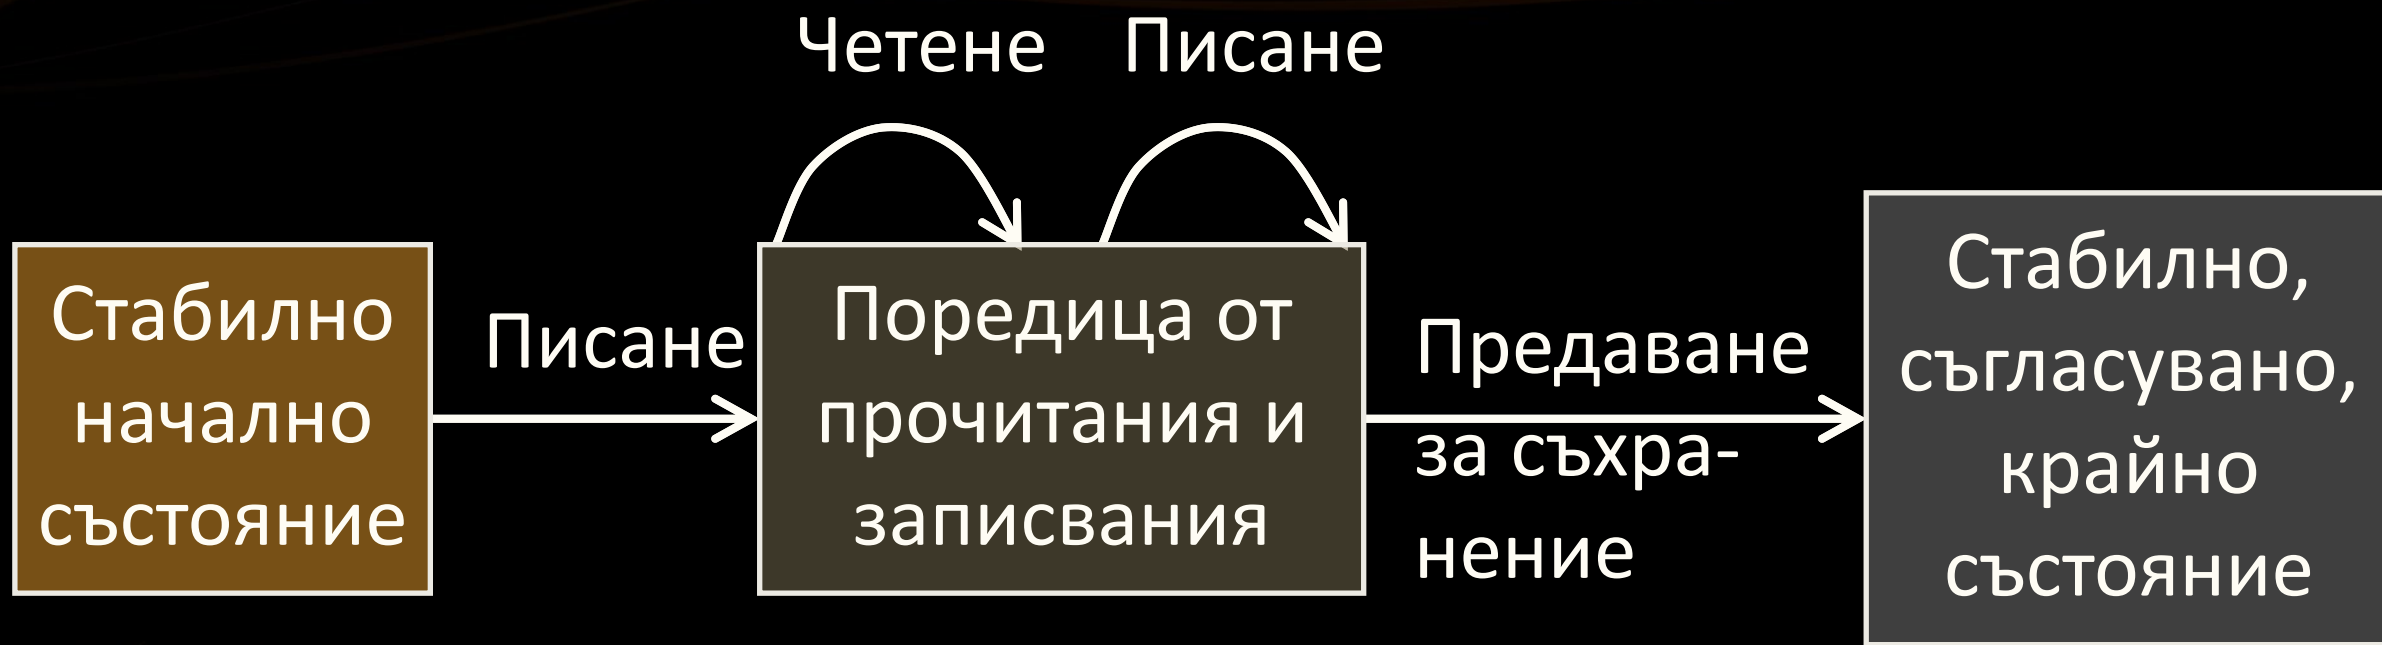 Четене
Писане
Стабилно
начално
състояние
Писане
Поредица от
прочитания и
записвания
Предаване
за съхра-
нение
Стабилно,
съгласувано,
крайно
състояние